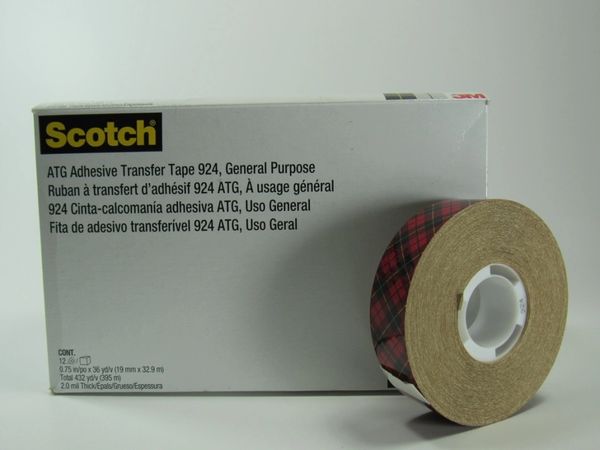 3M
Scotch
ATG Adhesive Transfer Tape 924, General Purpose
Ruban à transfert d'adhésif 924 ATG, À usage général
924 Cinta-calcomanía adhesiva ATG, Uso General
Fita de adesivo transferível 924 ATG, Uso Geral
CONT.
12 /
0.75 in/po x 36 yd/v (19 mm x 32.9 m)
Total 432 yd/v (395 m)
2.0 mil Thick/Épais/Grueso/Espessura
924